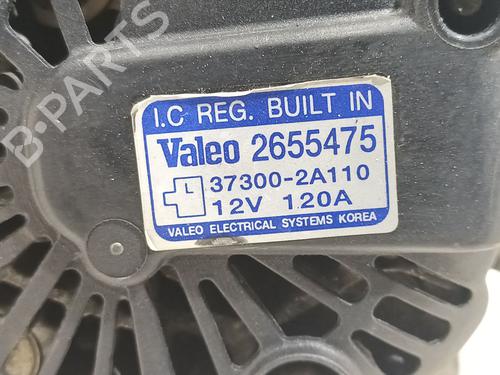 I.C REG. BUILT IN
Valeo 2655475
37300-2A110
12V 120A
VALEO ELECTRICAL SYSTEMS KOREA
B-PARTS